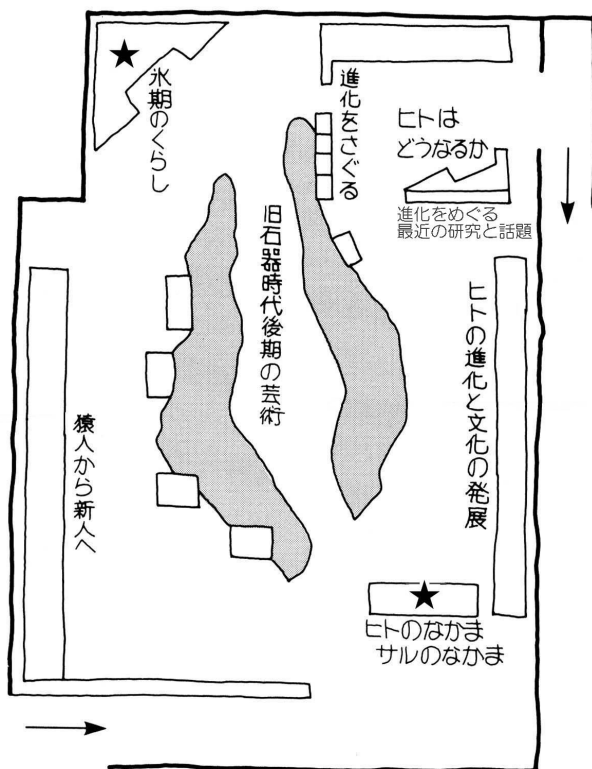 ★
氷期のくらし
進化をさぐる
ヒトは
どうなるか
進化をめぐる
最近の研究と話題
旧石器時代後期の芸術
ヒトの進化と文化の発展
猿人から新人へ
★
ヒトのなかま
サルのなかま